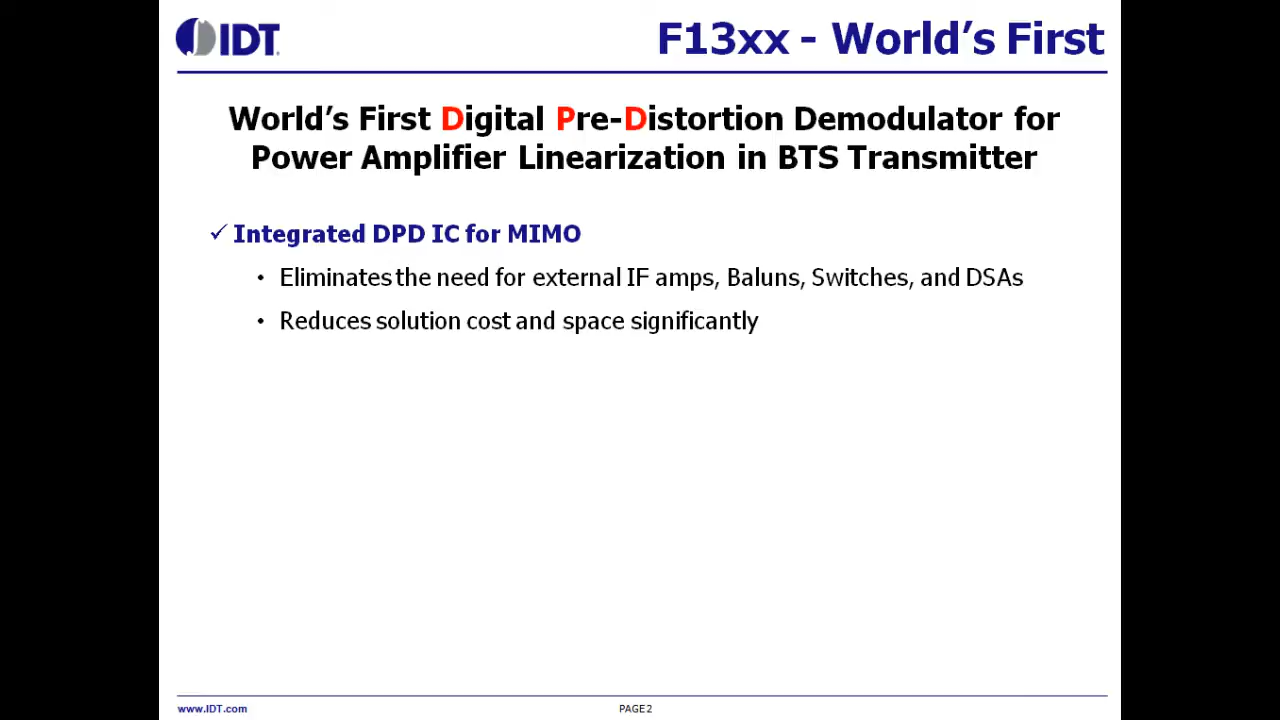 IDT.
F13xx - World's First
World's First Digital Pre-Distortion Demodulator for
Power Amplifier Linearization in BTS Transmitter
✓ Integrated DPD IC for MIMO
• Eliminates the need for external IF amps, Baluns, Switches, and DSAs
• Reduces solution cost and space significantly
www.IDT.com
PAGE 2